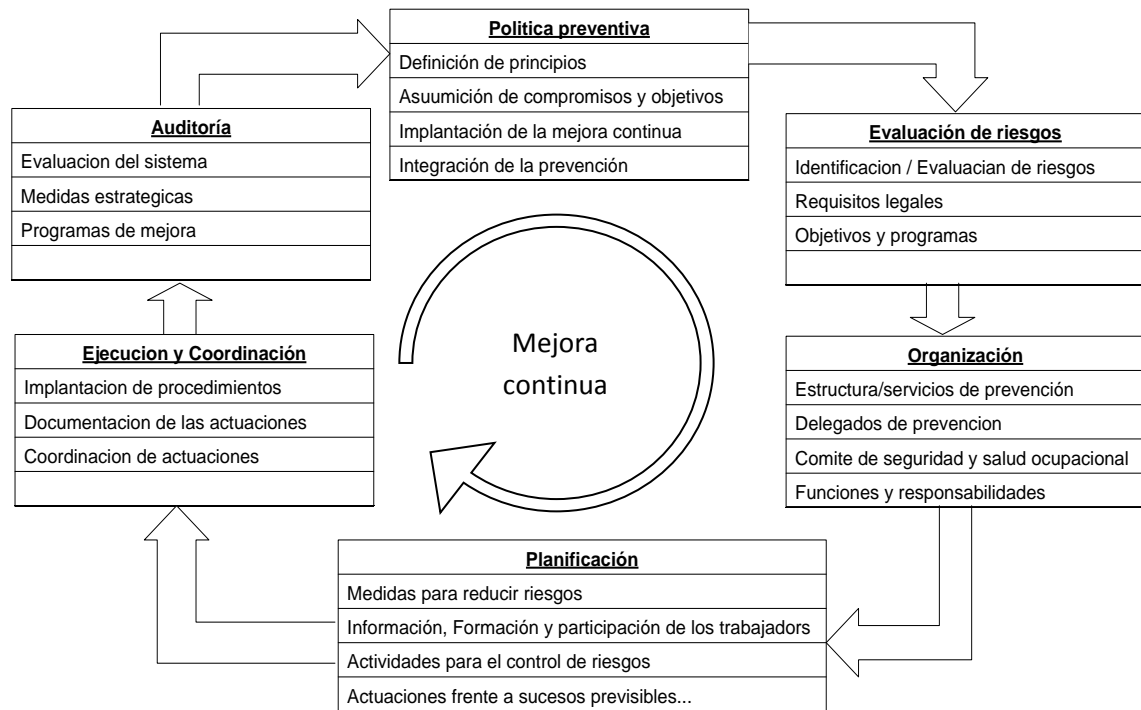 Politica preventiva
Definición de principios
Asuumición de compromisos y objetivos
Implantación de la mejora continua
Integración de la prevención
Evaluación de riesgos
Identificacion / Evaluacian de riesgos
Requisitos legales
Objetivos y programas
Organización
Estructura/servicios de prevención
Delegados de prevencion
Comite de seguridad y salud ocupacional
Funciones y responsabilidades
Planificación
Medidas para reducir riesgos
Información, Formación y participación de los trabajadors
Actividades para el control de riesgos
Actuaciones frente a sucesos previsibles...
Ejecucion y Coordinación
Implantacion de procedimientos
Documentacion de las actuaciones
Coordinacion de actuaciones
Auditoría
Evaluacion del sistema
Medidas estrategicas
Programas de mejora
Mejora
continua